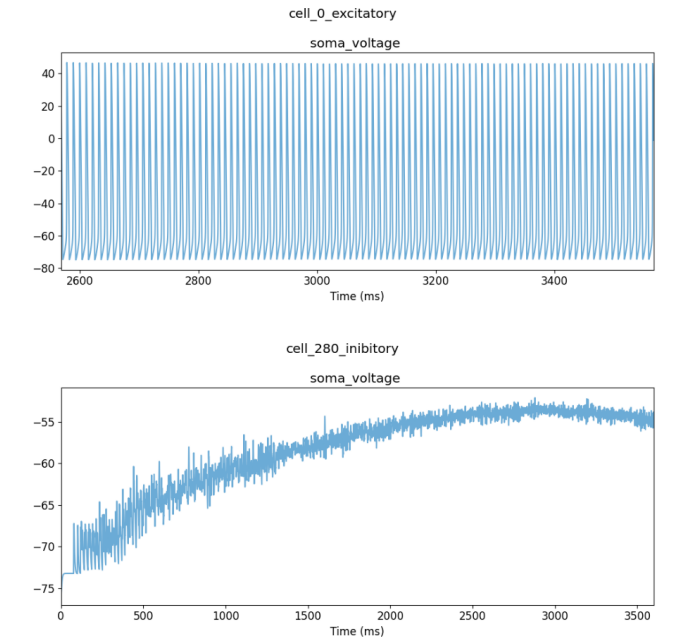 cell_0_excitatory
soma_voltage
40
20
0
−20
−40
−60
−80
2600 2800 3000 3200 3400
Time (ms)
cell_280_inibitory
soma_voltage
−55
−60
−65
−70
−75
0 500 1000 1500 2000 2500 3000 3500
Time (ms)